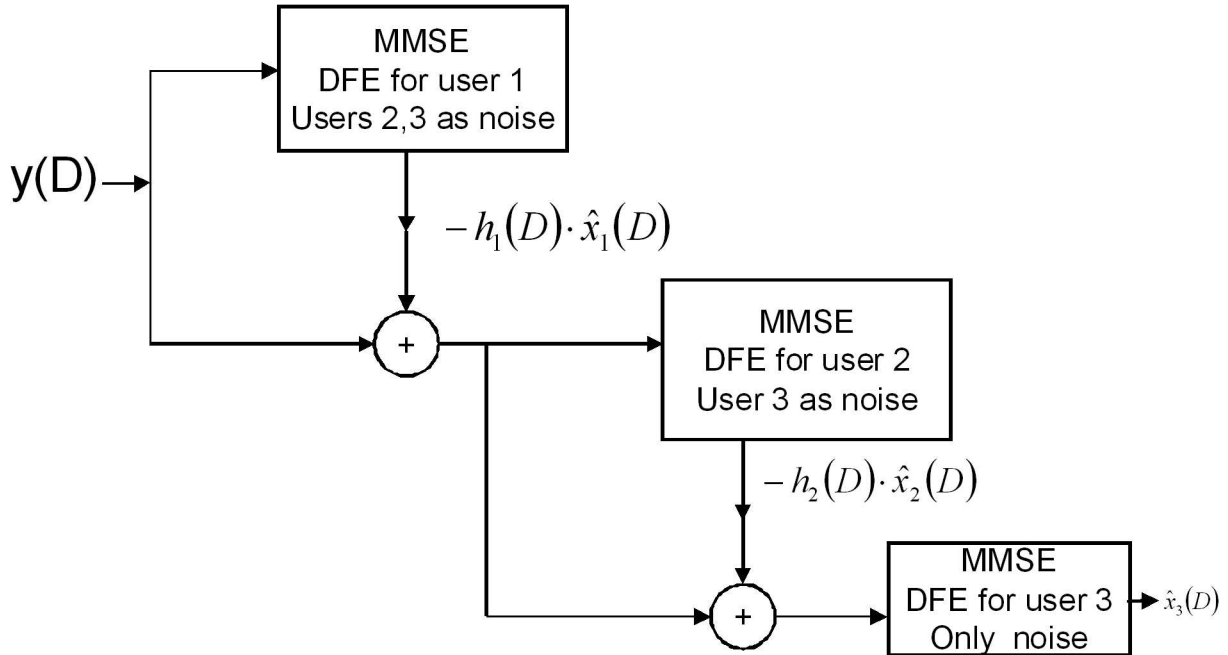 MMSE
DFE for user 1
Users 2,3 as noise
y(D)
− h₁(D)· x̂₁(D)
+
MMSE
DFE for user 2
User 3 as noise
− h₂(D)· x̂₂(D)
+
MMSE
DFE for user 3
Only noise
x̂₃(D)